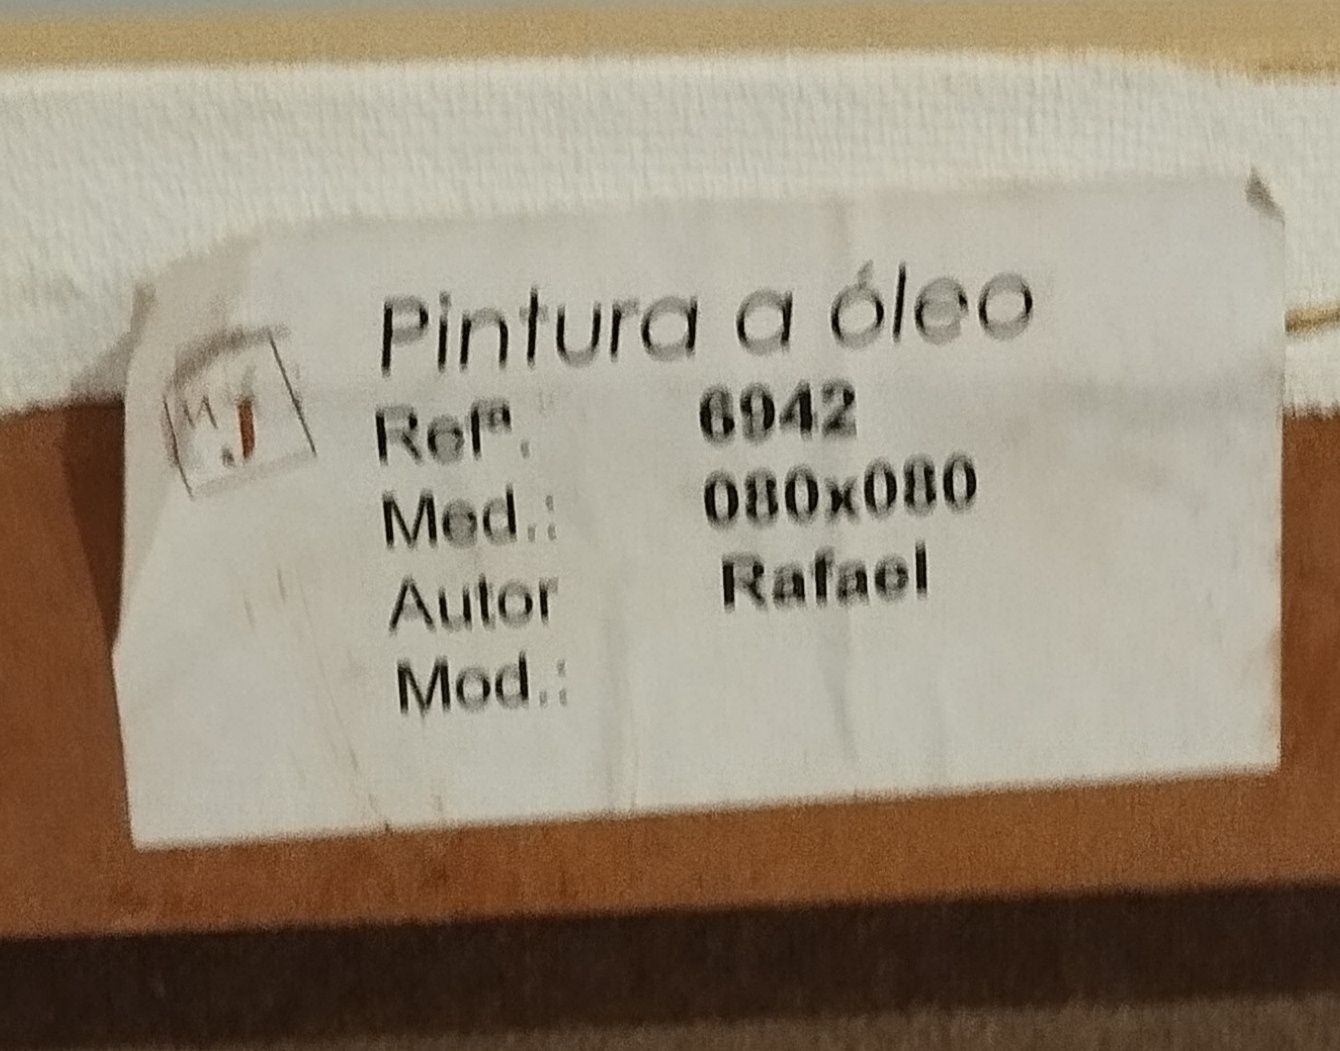 Pintura a óleo
Refª. 6942
Med.: 080x080
Autor Rafael
Mod.: